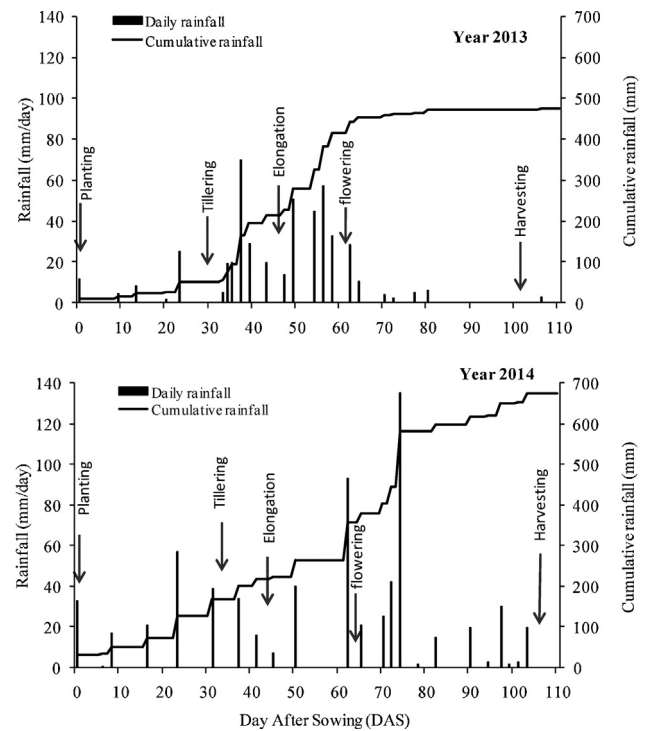 Year 2013
Daily rainfall
Cumulative rainfall
Rainfall (mm/day)
Cumulative rainfall (mm)
140
120
100
80
60
40
20
0
700
600
500
400
300
200
100
0
Planting
Tillering
Elongation
flowering
Harvesting
0 10 20 30 40 50 60 70 80 90 100 110
Year 2014
Daily rainfall
Cumulative rainfall
Rainfall (mm/day)
Cumulative rainfall (mm)
140
120
100
80
60
40
20
0
700
600
500
400
300
200
100
0
Planting
Tillering
Elongation
flowering
Harvesting
0 10 20 30 40 50 60 70 80 90 100 110
Day After Sowing (DAS)